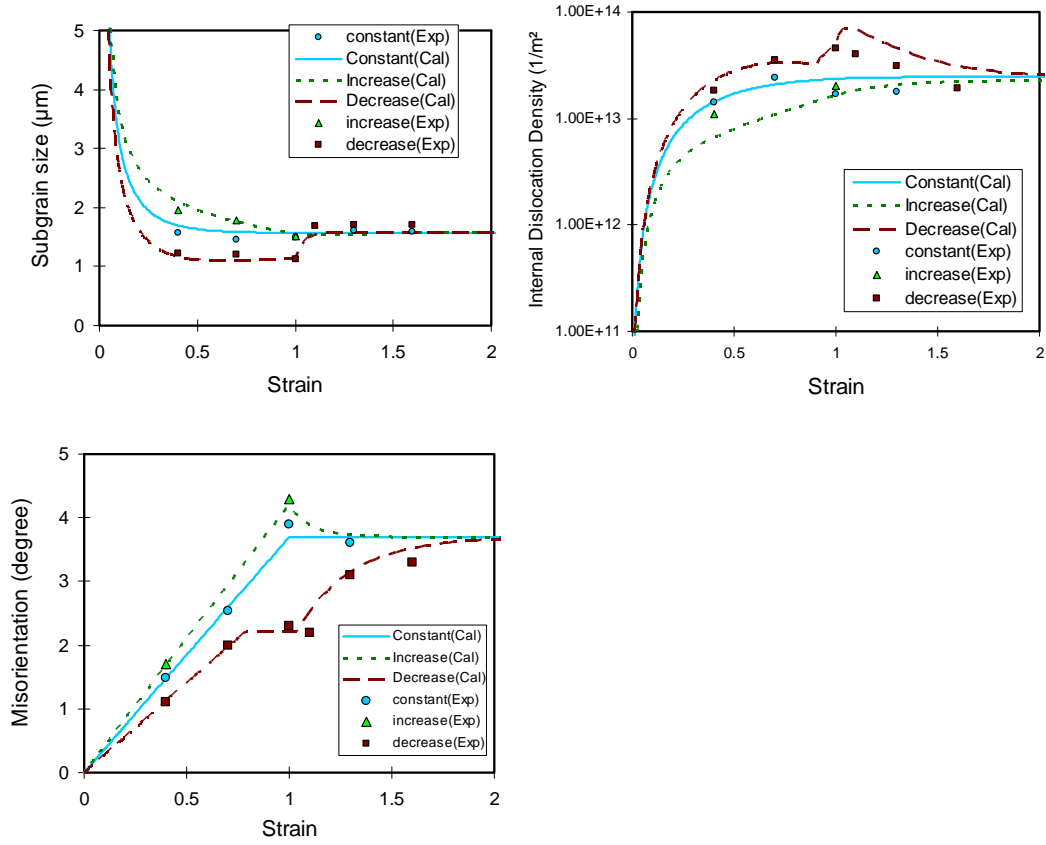 5
4
3
2
1
0
0
0.5
1
1.5
2
Subgrain size (µm)
Strain
constant(Exp)
Constant(Cal)
Increase(Cal)
Decrease(Cal)
increase(Exp)
decrease(Exp)
1.00E+14
1.00E+13
1.00E+12
1.00E+11
0
0.5
1
1.5
2
Internal Dislocation Density (1/m²
Strain
Constant(Cal)
Increase(Cal)
Decrease(Cal)
constant(Exp)
increase(Exp)
decrease(Exp)
5
4
3
2
1
0
0
0.5
1
1.5
2
Misorientation (degree)
Strain
Constant(Cal)
Increase(Cal)
Decrease(Cal)
constant(Exp)
increase(Exp)
decrease(Exp)